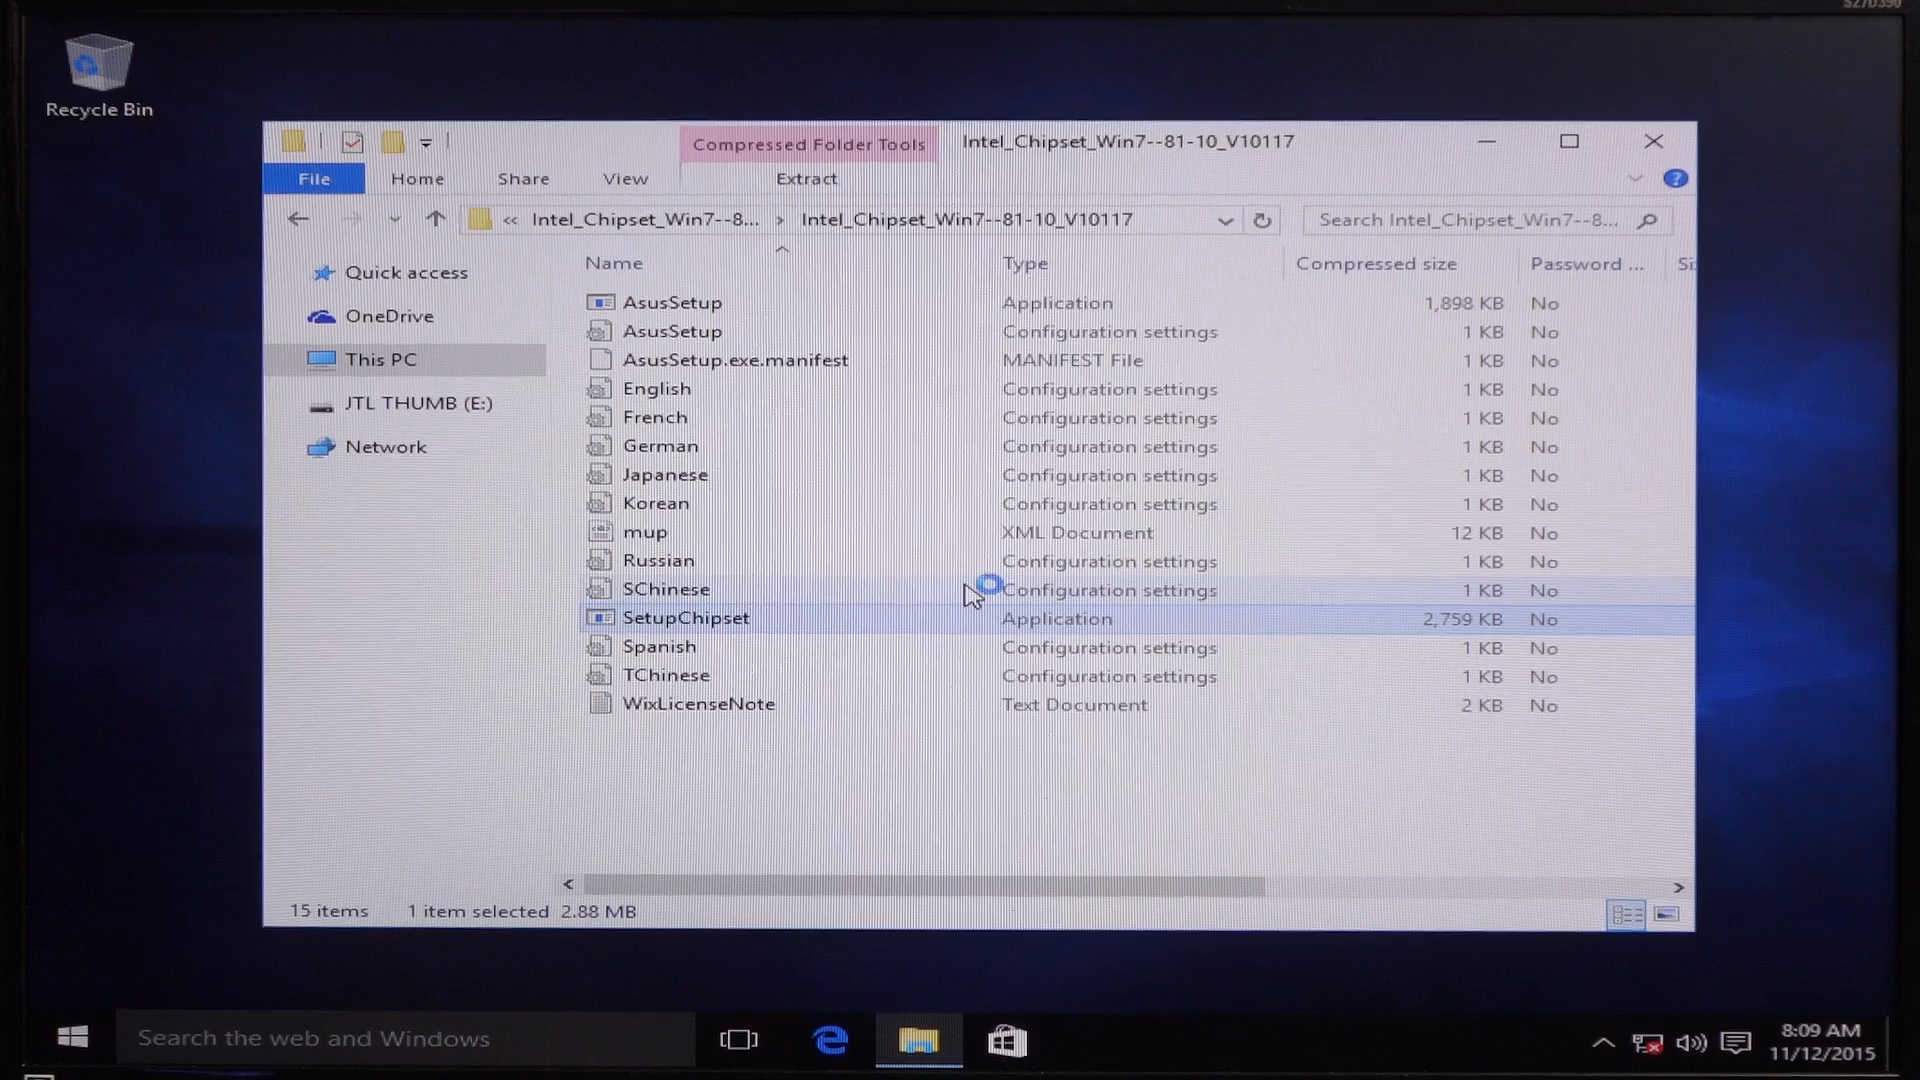 S27D390
Recycle Bin
Compressed Folder Tools
Intel_Chipset_Win7--81-10_V10117
File Home Share View Extract
« Intel_Chipset_Win7--8... › Intel_Chipset_Win7--81-10_V10117
Search Intel_Chipset_Win7--8...
Quick access
OneDrive
This PC
JTL THUMB (E:)
Network
Name Type Compressed size Password ... Si
AsusSetup Application 1,898 KB No
AsusSetup Configuration settings 1 KB No
AsusSetup.exe.manifest MANIFEST File 1 KB No
English Configuration settings 1 KB No
French Configuration settings 1 KB No
German Configuration settings 1 KB No
Japanese Configuration settings 1 KB No
Korean Configuration settings 1 KB No
mup XML Document 12 KB No
Russian Configuration settings 1 KB No
SChinese Configuration settings 1 KB No
SetupChipset Application 2,759 KB No
Spanish Configuration settings 1 KB No
TChinese Configuration settings 1 KB No
WixLicenseNote Text Document 2 KB No
15 items 1 item selected 2.88 MB
Search the web and Windows
8:09 AM
11/12/2015